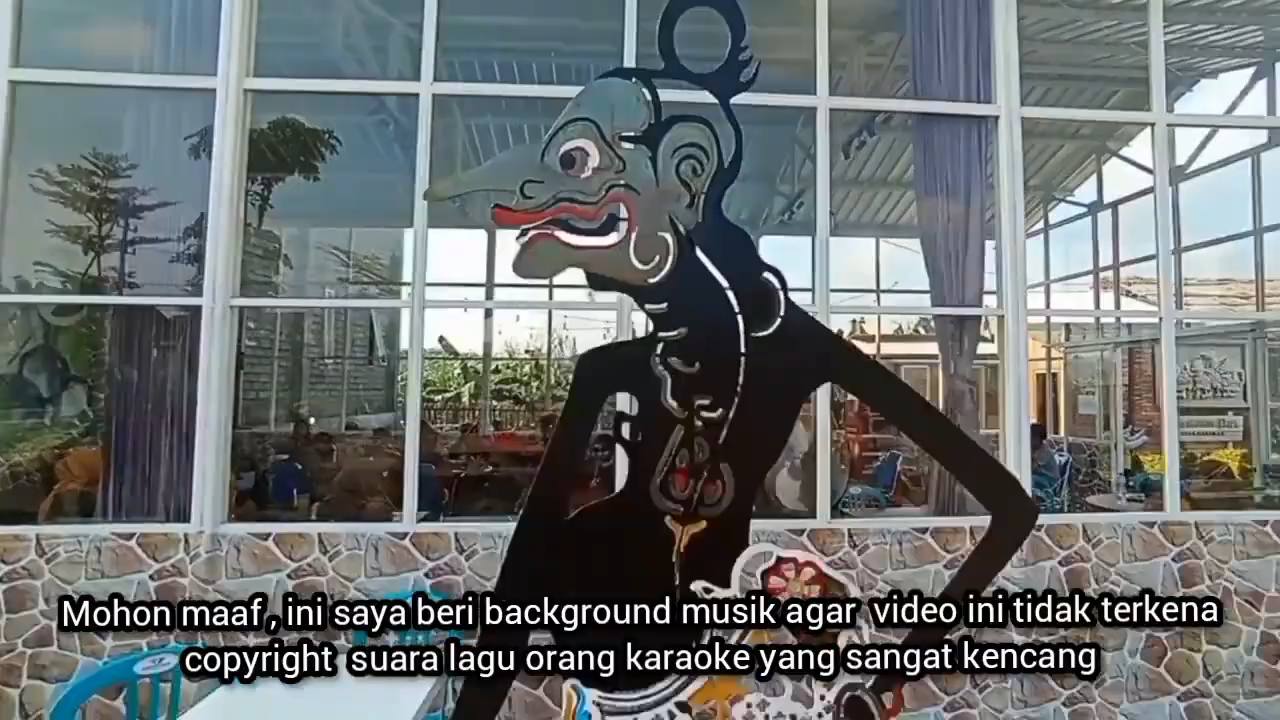 Mohon maaf, ini saya beri background musik agar video ini tidak terkena
copyright suara lagu orang karaoke yang sangat kencang